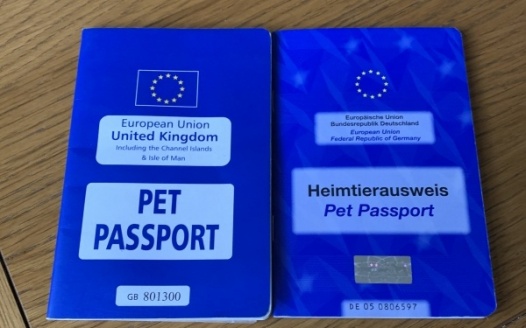 European Union
United Kingdom
Including the Channel Islands
& Isle of Man
PET
PASSPORT
GB 801300
Europäische Union
Bundesrepublik Deutschland
European Union
Federal Republic of Germany
Heimtierausweis
Pet Passport
DE 05 0806597